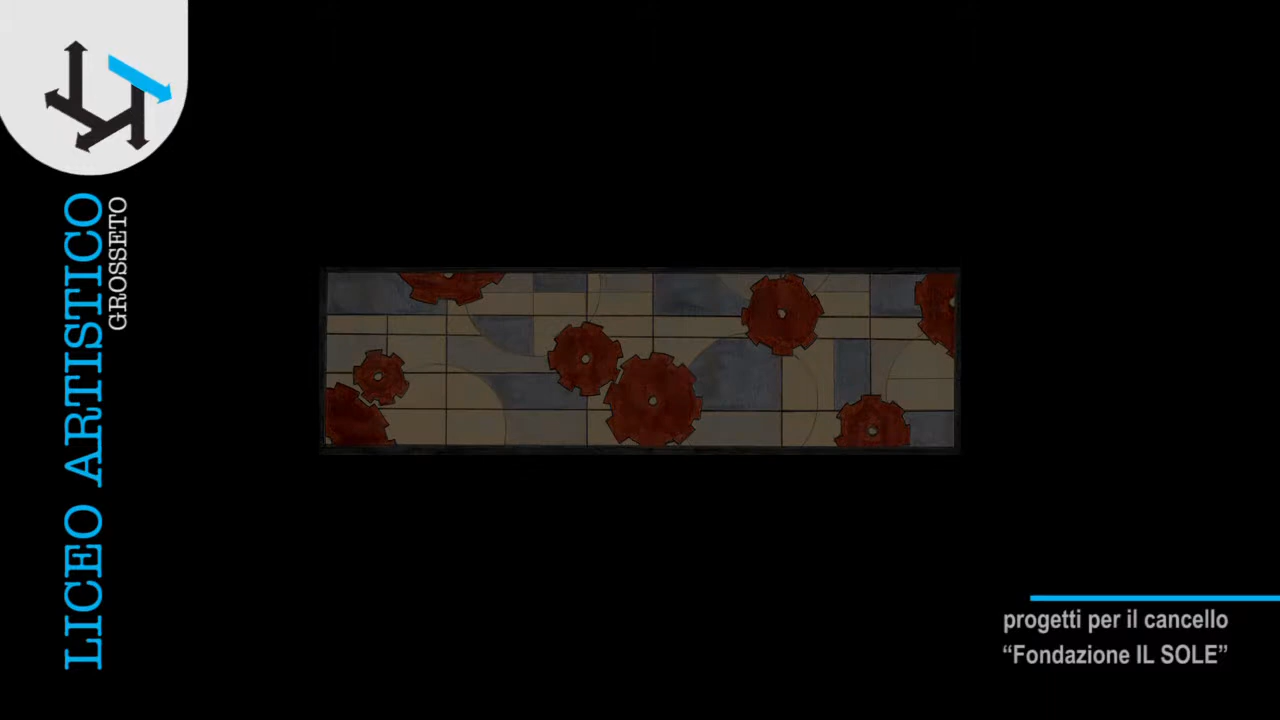 LICEO ARTISTICO
GROSSETO
progetti per il cancello
“Fondazione IL SOLE”